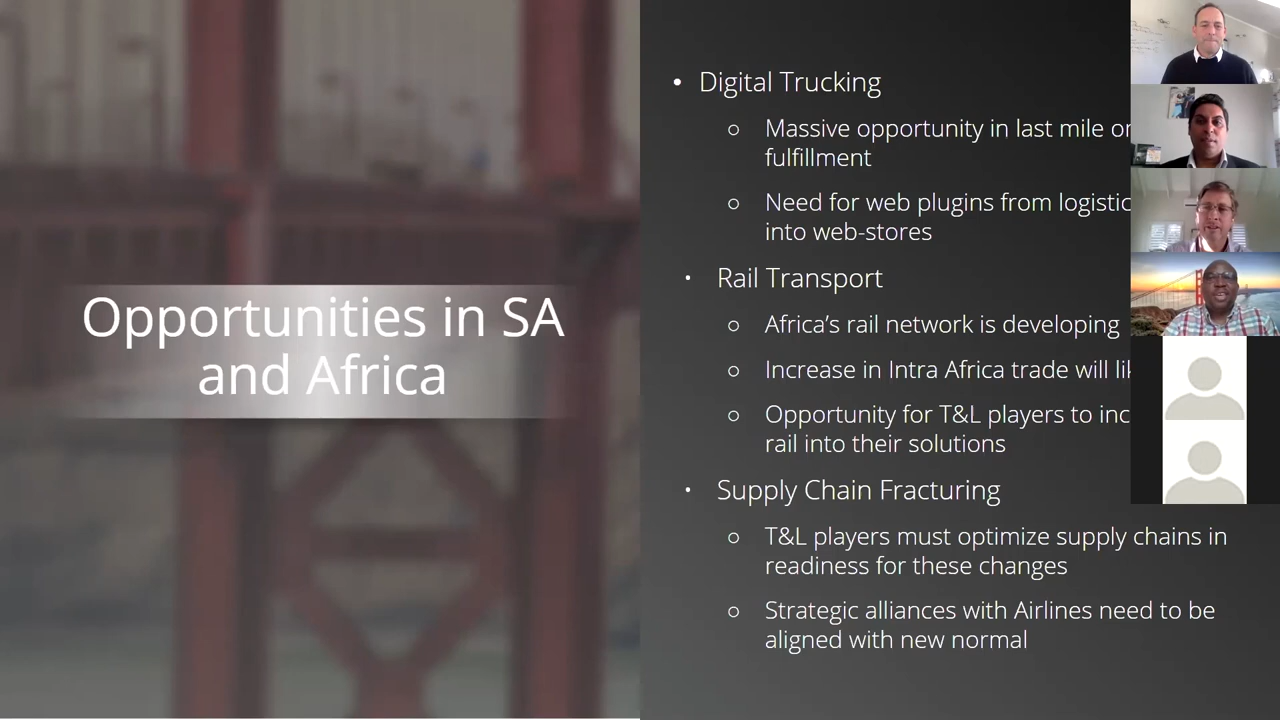 Opportunities in SA
and Africa
• Digital Trucking
○ Massive opportunity in last mile or
fulfillment
○ Need for web plugins from logistic
into web-stores
• Rail Transport
○ Africa’s rail network is developing
○ Increase in Intra Africa trade will
○ Opportunity for T&L players to inc
rail into their solutions
• Supply Chain Fracturing
○ T&L players must optimize supply chains in
readiness for these changes
○ Strategic alliances with Airlines need to be
aligned with new normal